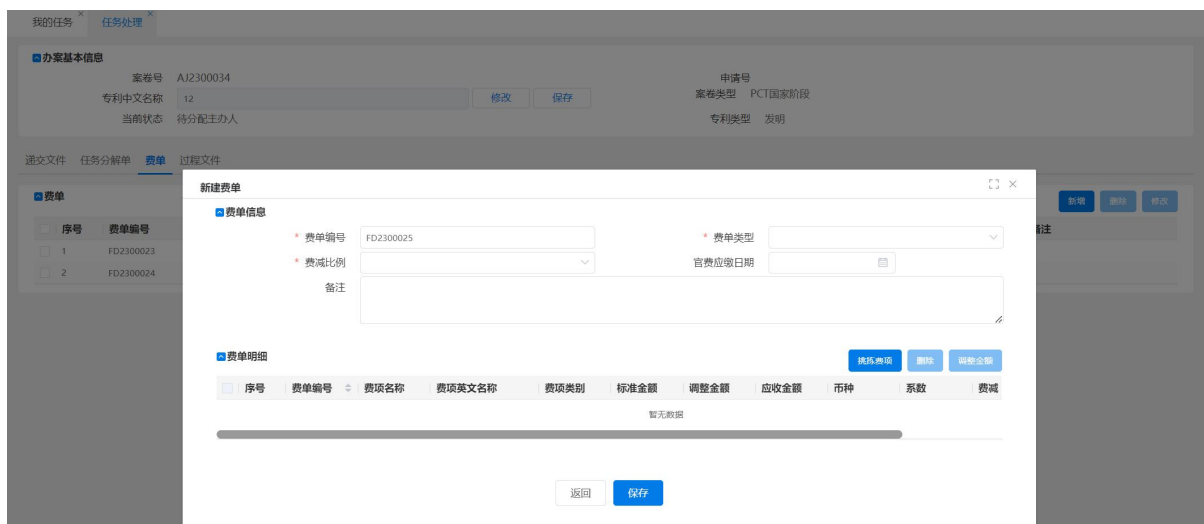 我的任务 任务处理
办案基本信息
案卷号 AJ2300034 申请号
专利中文名称 12 修改 保存 案卷类型 PCT国家阶段
当前状态 待分配主办人 专利类型 发明
递交文件 任务分解单 费单 过程文件
费单 新增 删除 修改
序号 费单编号 备注
1 FD2300023
2 FD2300024
新建费单
费单信息
* 费单编号 FD2300025 * 费单类型
* 费减比例 官费应缴日期
备注
费单明细 挑拣费项 删除 调整金额
序号 费单编号 费项名称 费项英文名称 费项类别 标准金额 调整金额 应收金额 币种 系数 费减
暂无数据
返回 保存